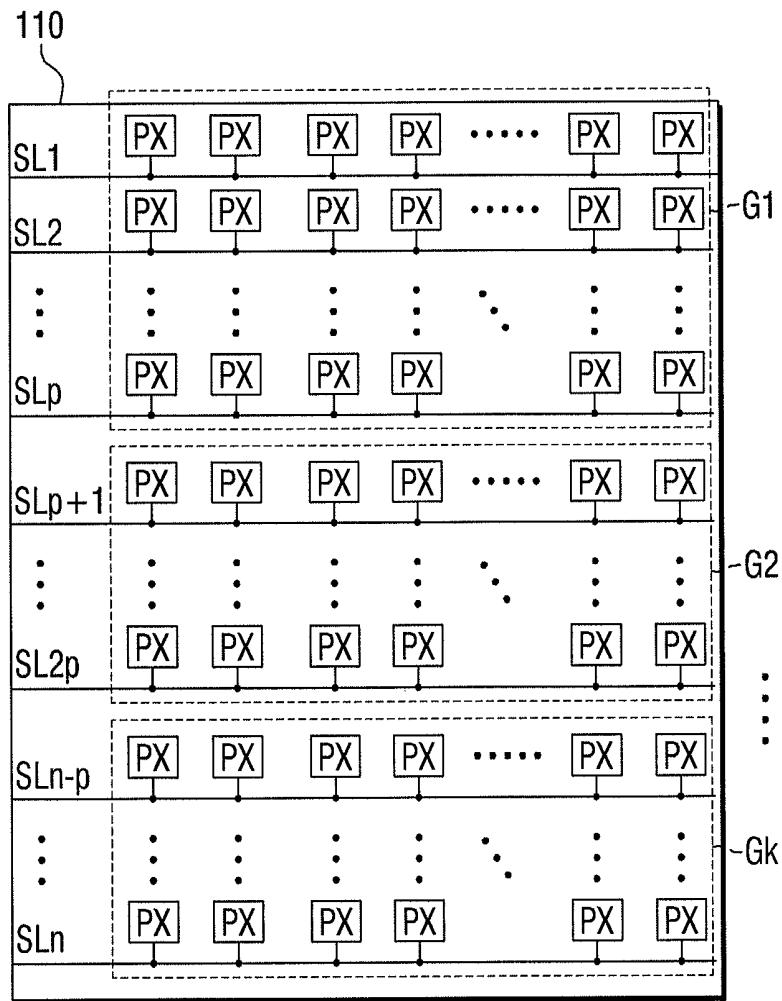 110
PX PX PX PX ····· PX PX
SL1
PX PX PX PX ····· PX PX
SL2
G1
PX PX PX PX PX PX
SLp
PX PX PX PX ····· PX PX
SLp+1
G2
PX PX PX PX PX PX
SL2p
PX PX PX PX ····· PX PX
SLn-p
Gk
PX PX PX PX PX PX
SLn